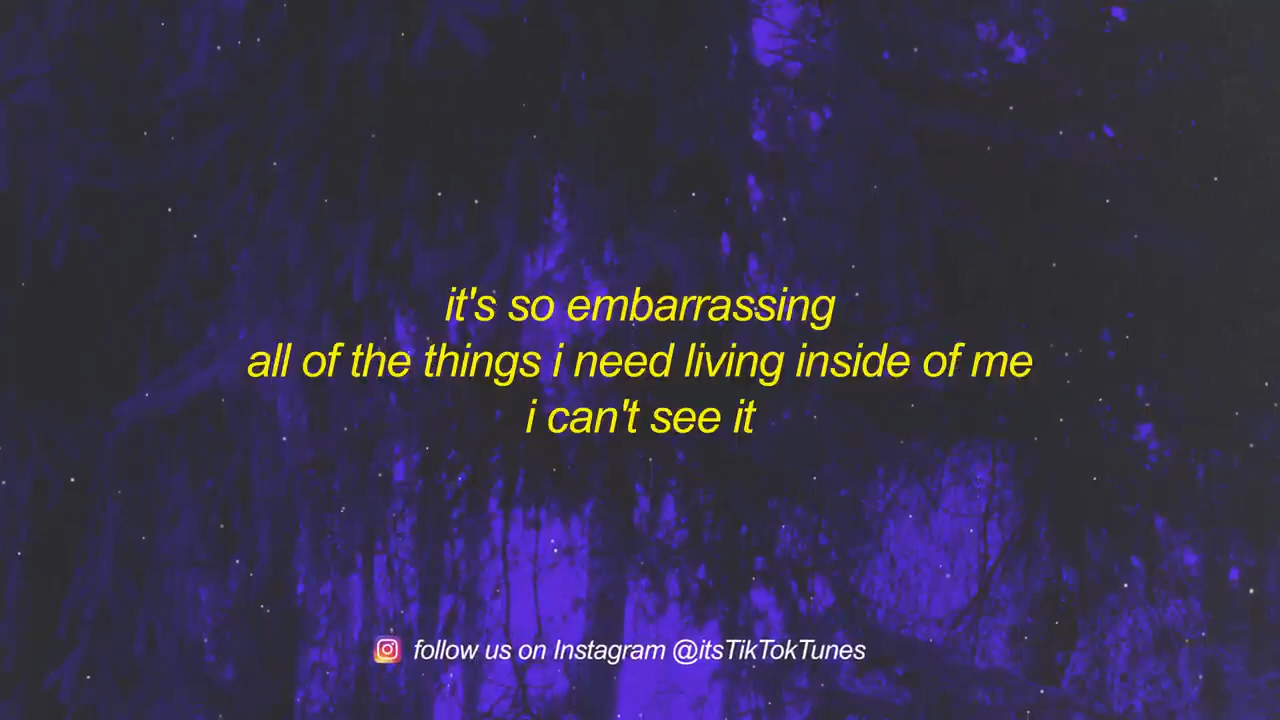 it's so embarrassing
all of the things i need living inside of me
i can't see it
follow us on Instagram @itsTikTokTunes